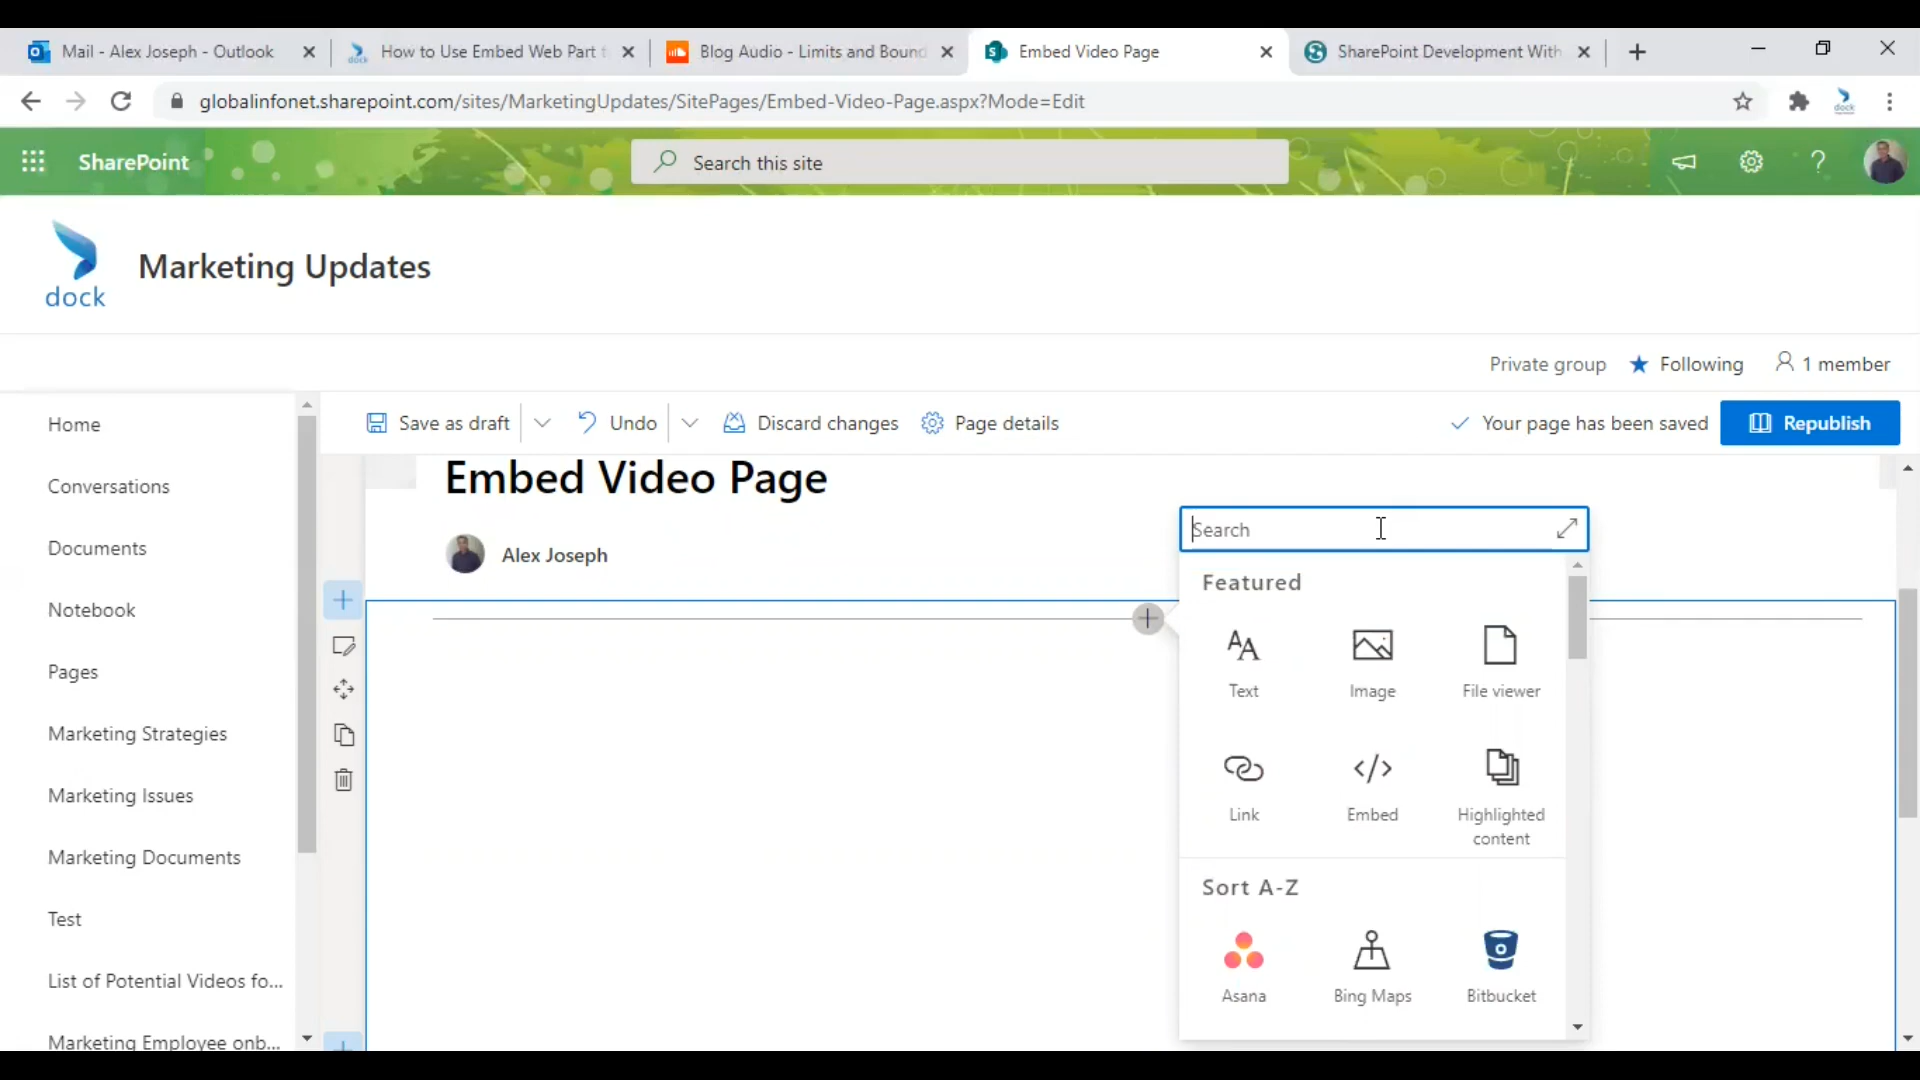 Mail - Alex Joseph - Outlook
How to Use Embed Web Part f
Blog Audio - Limits and Bound
Embed Video Page
SharePoint Development With
globalinfonet.sharepoint.com/sites/MarketingUpdates/SitePages/Embed-Video-Page.aspx?Mode=Edit
SharePoint
Search this site
dock
Marketing Updates
Private group
Following
1 member
Save as draft
Undo
Discard changes
Page details
Your page has been saved
Republish
Home
Conversations
Documents
Notebook
Pages
Marketing Strategies
Marketing Issues
Marketing Documents
Test
List of Potential Videos fo...
Marketing Employee onb...
Embed Video Page
Alex Joseph
Search
Featured
Text
Image
File viewer
Link
Embed
Highlighted
content
Sort A-Z
Asana
Bing Maps
Bitbucket